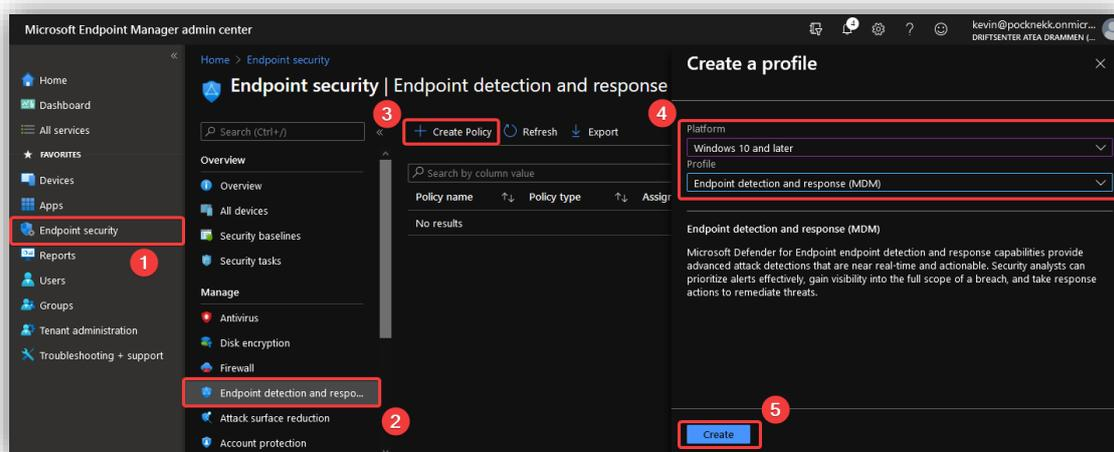 Microsoft Endpoint Manager admin center
4
kevin@pocknekk.onmicr...
DRIFTSENTER ATEA DRAMMEN (...
«
Home
Dashboard
All services
FAVORITES
Devices
Apps
Endpoint security
1
Reports
Users
Groups
Tenant administration
Troubleshooting + support
Home > Endpoint security
Endpoint security | Endpoint detection and response
Search (Ctrl+/)
«
Overview
Overview
All devices
Security baselines
Security tasks
Manage
Antivirus
Disk encryption
Firewall
Endpoint detection and respo...
2
Attack surface reduction
Account protection
3
+ Create Policy Refresh Export
Search by column value
Policy name ↑↓ Policy type ↑↓ Assign
No results
Create a profile
4
Platform
Windows 10 and later
Profile
Endpoint detection and response (MDM)
Endpoint detection and response (MDM)
Microsoft Defender for Endpoint endpoint detection and response capabilities provide
advanced attack detections that are near real-time and actionable. Security analysts can
prioritize alerts effectively, gain visibility into the full scope of a breach, and take response
actions to remediate threats.
5
Create